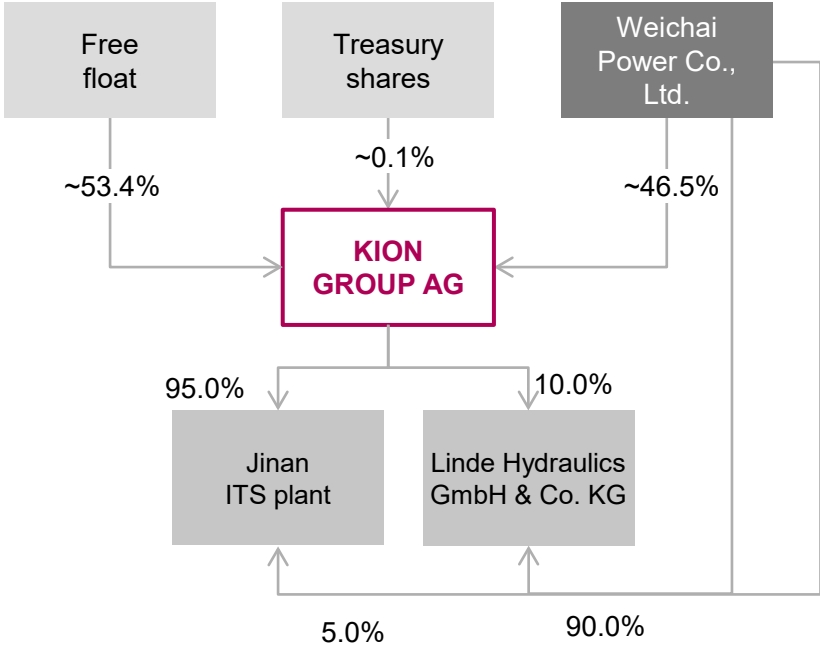 Free
float
Treasury
shares
Weichai
Power Co.,
Ltd.
~53.4%
~0.1%
~46.5%
KION
GROUP AG
95.0%
10.0%
Jinan
ITS plant
Linde Hydraulics
GmbH & Co. KG
5.0%
90.0%